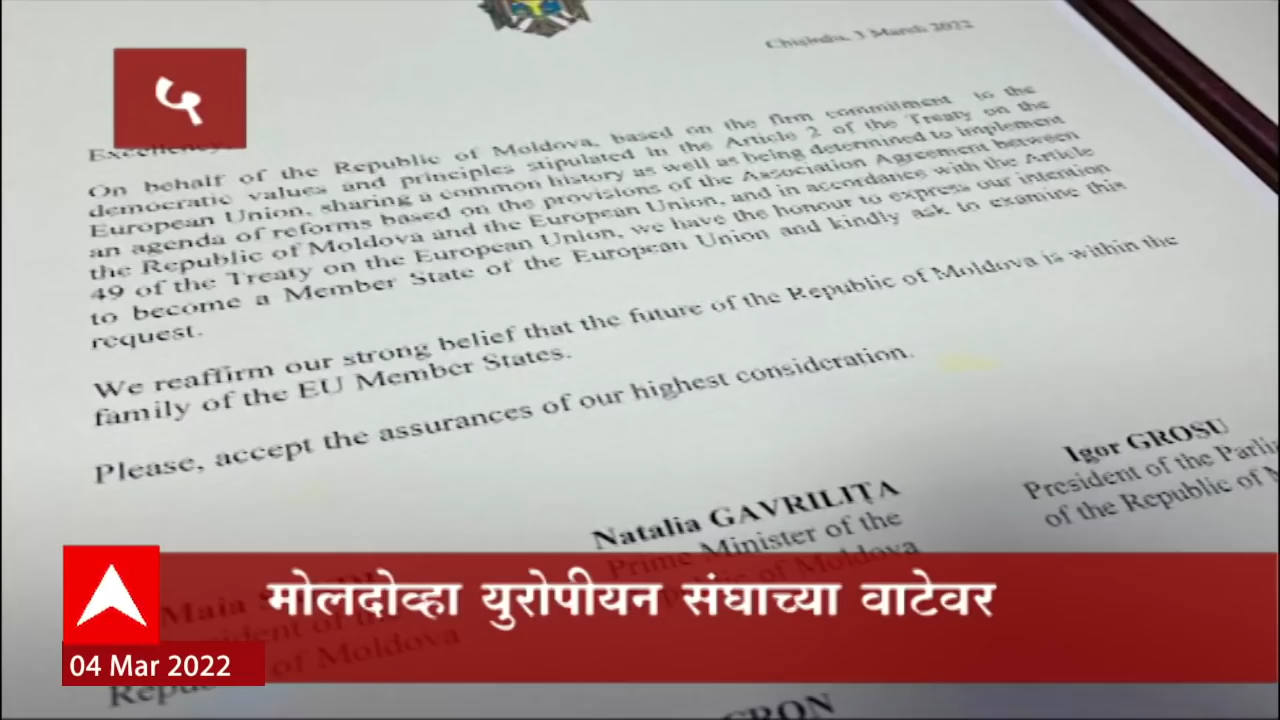 Chișinău, 3 March 2022
५
Excellency,
On behalf of the Republic of Moldova, based on the firm commitment to the
democratic values and principles stipulated in the Article 2 of the Treaty on the
European Union, sharing a common history as well as being determined to implement
an agenda of reforms based on the provisions of the Association Agreement between
the Republic of Moldova and the European Union, and in accordance with the Article
49 of the Treaty on the European Union, we have the honour to express our intention
to become a Member State of the European Union and kindly ask to examine this
request.
We reaffirm our strong belief that the future of the Republic of Moldova is within the
family of the EU Member States.
Please, accept the assurances of our highest consideration.
Igor GROSU
President of the
of the Republic of
Natalia GAVRILIȚA
Prime Minister of the
of Moldova
Maia
of the
of Moldova
मोलदोव्हा युरोपीयन संघाच्या वाटेवर
04 Mar 2022